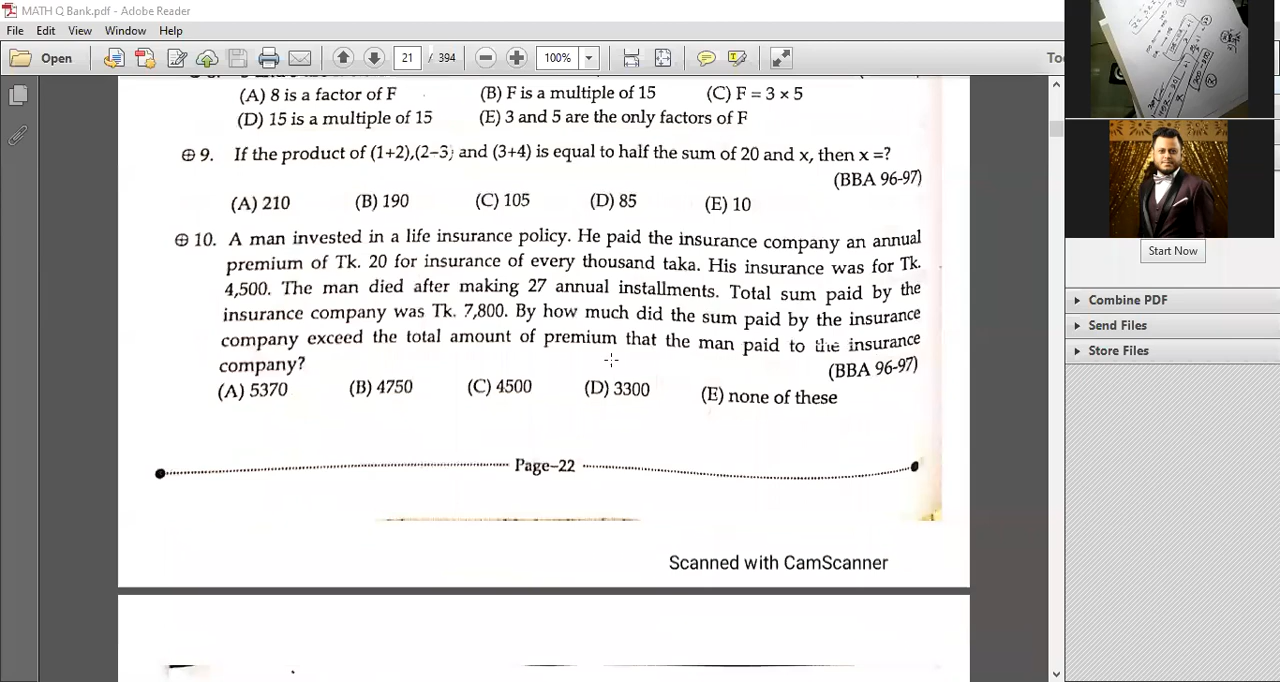 MATH Q Bank.pdf - Adobe Reader
File Edit View Window Help
Open 21 / 394 100%
(A) 8 is a factor of F (B) F is a multiple of 15 (C) F = 3 × 5
(D) 15 is a multiple of 15 (E) 3 and 5 are the only factors of F
⊕ 9. If the product of (1+2),(2−3) and (3+4) is equal to half the sum of 20 and x, then x =?
(BBA 96-97)
(A) 210 (B) 190 (C) 105 (D) 85 (E) 10
⊕ 10. A man invested in a life insurance policy. He paid the insurance company an annual
premium of Tk. 20 for insurance of every thousand taka. His insurance was for Tk.
4,500. The man died after making 27 annual installments. Total sum paid by the
insurance company was Tk. 7,800. By how much did the sum paid by the insurance
company exceed the total amount of premium that the man paid to the insurance
company?
(BBA 96-97)
(A) 5370 (B) 4750 (C) 4500 (D) 3300 (E) none of these
Page–22
Scanned with CamScanner
Start Now
Combine PDF
Send Files
Store Files